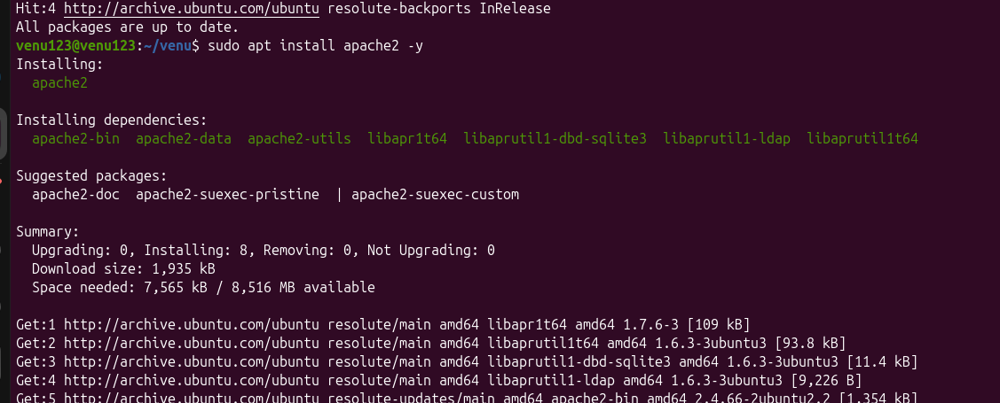 Hit:4 http://archive.ubuntu.com/ubuntu resolute-backports InRelease
All packages are up to date.
venu123@venu123:~/venu$ sudo apt install apache2 -y
Installing:
  apache2

Installing dependencies:
  apache2-bin  apache2-data  apache2-utils  libapr1t64  libaprutil1-dbd-sqlite3  libaprutil1-ldap  libaprutil1t64

Suggested packages:
  apache2-doc  apache2-suexec-pristine  | apache2-suexec-custom

Summary:
  Upgrading: 0, Installing: 8, Removing: 0, Not Upgrading: 0
  Download size: 1,935 kB
  Space needed: 7,565 kB / 8,516 MB available

Get:1 http://archive.ubuntu.com/ubuntu resolute/main amd64 libapr1t64 amd64 1.7.6-3 [109 kB]
Get:2 http://archive.ubuntu.com/ubuntu resolute/main amd64 libaprutil1t64 amd64 1.6.3-3ubuntu3 [93.8 kB]
Get:3 http://archive.ubuntu.com/ubuntu resolute/main amd64 libaprutil1-dbd-sqlite3 amd64 1.6.3-3ubuntu3 [11.4 kB]
Get:4 http://archive.ubuntu.com/ubuntu resolute/main amd64 libaprutil1-ldap amd64 1.6.3-3ubuntu3 [9,226 B]
Get:5 http://archive.ubuntu.com/ubuntu resolute-updates/main amd64 apache2-bin amd64 2.4.66-2ubuntu2.2 [1,354 kB]